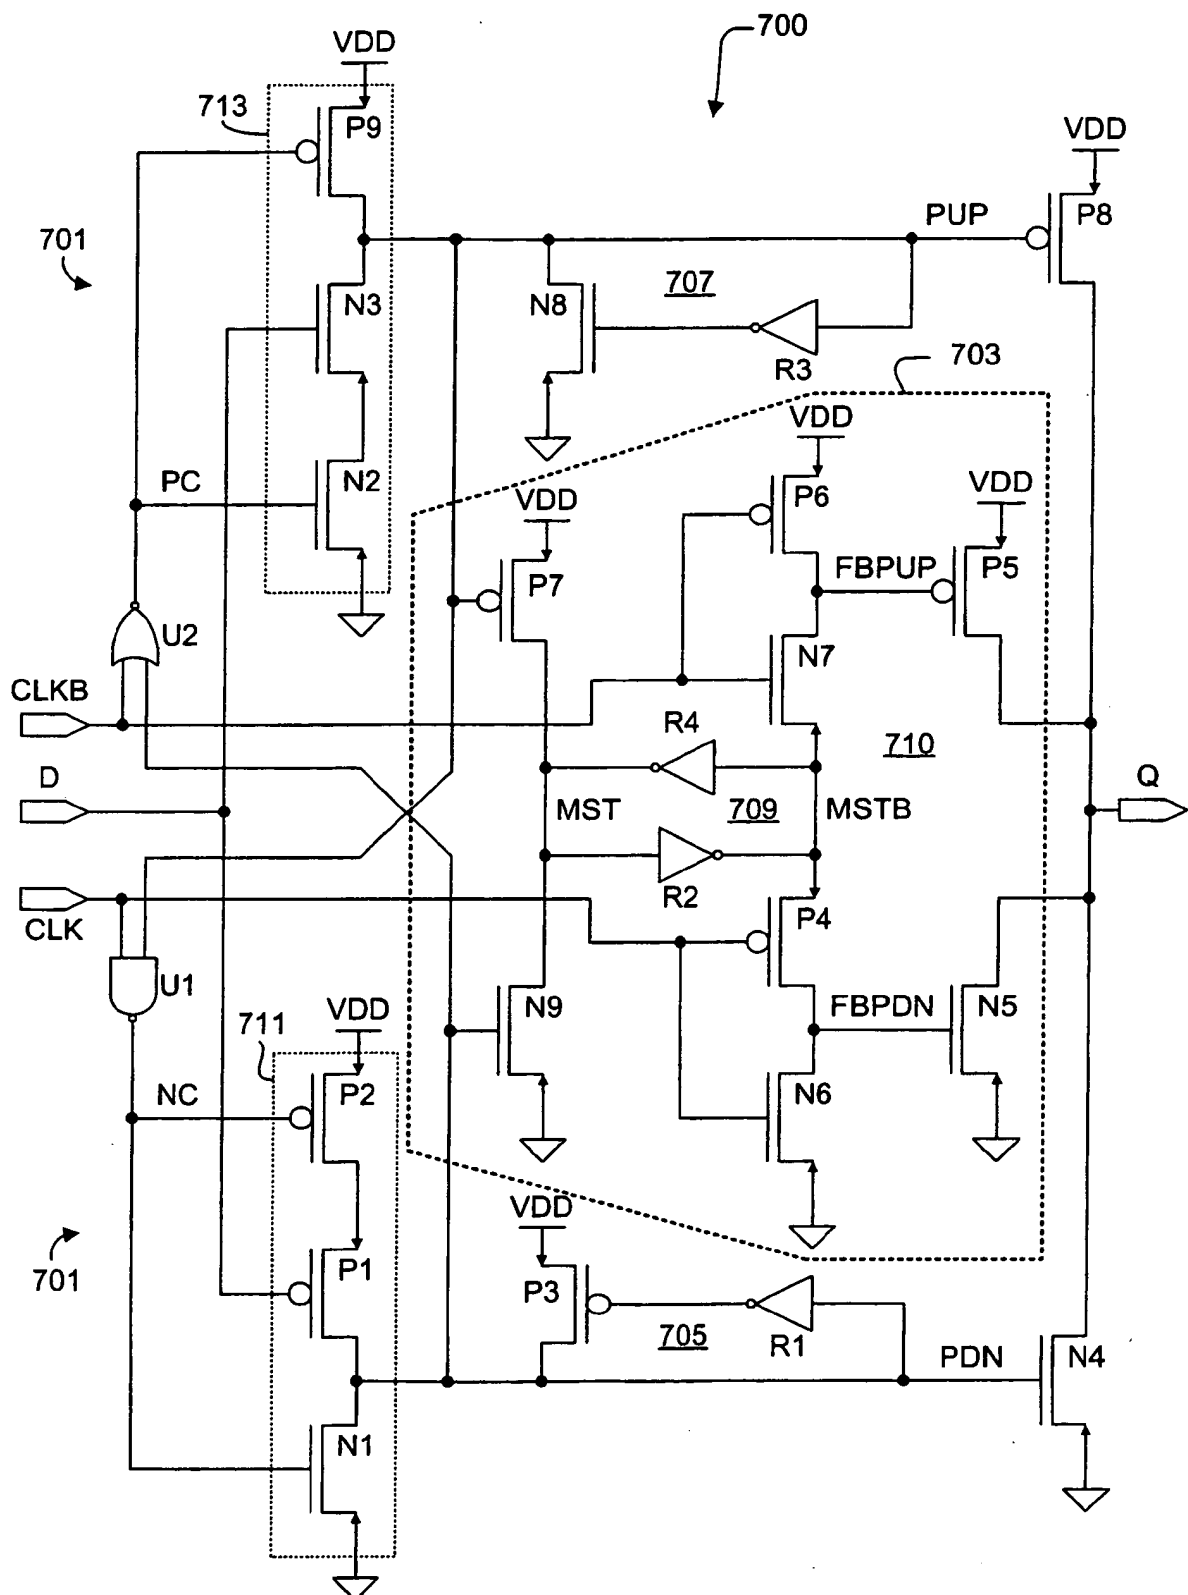 700
VDD
713
P9
VDD
PUP
P8
701
N3
N8
707
R3
703
VDD
PC
N2
P6
VDD
VDD
P7
FBPUP
P5
U2
N7
CLKB
R4
710
D
MST
709
MSTB
Q
R2
P4
CLK
U1
N9
FBPDN
N5
VDD
711
N6
NC
P2
VDD
P1
P3
701
705
R1
PDN
N4
N1